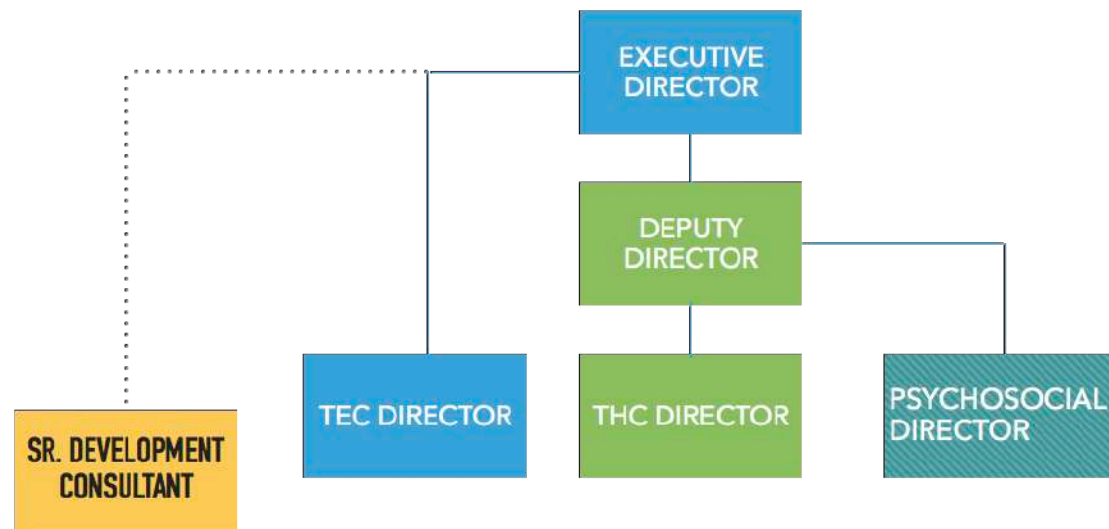 EXECUTIVE
DIRECTOR
DEPUTY
DIRECTOR
TEC DIRECTOR
THC DIRECTOR
PSYCHOSOCIAL
DIRECTOR
SR. DEVELOPMENT
CONSULTANT